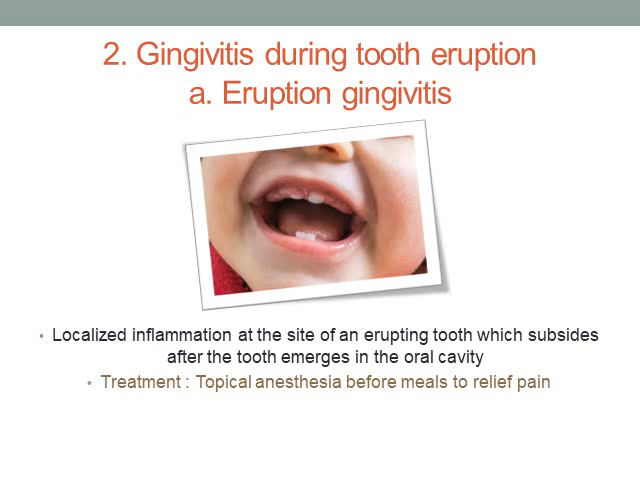 2. Gingivitis during tooth eruption
a. Eruption gingivitis
• Localized inflammation at the site of an erupting tooth which subsides
after the tooth emerges in the oral cavity
• Treatment : Topical anesthesia before meals to relief pain